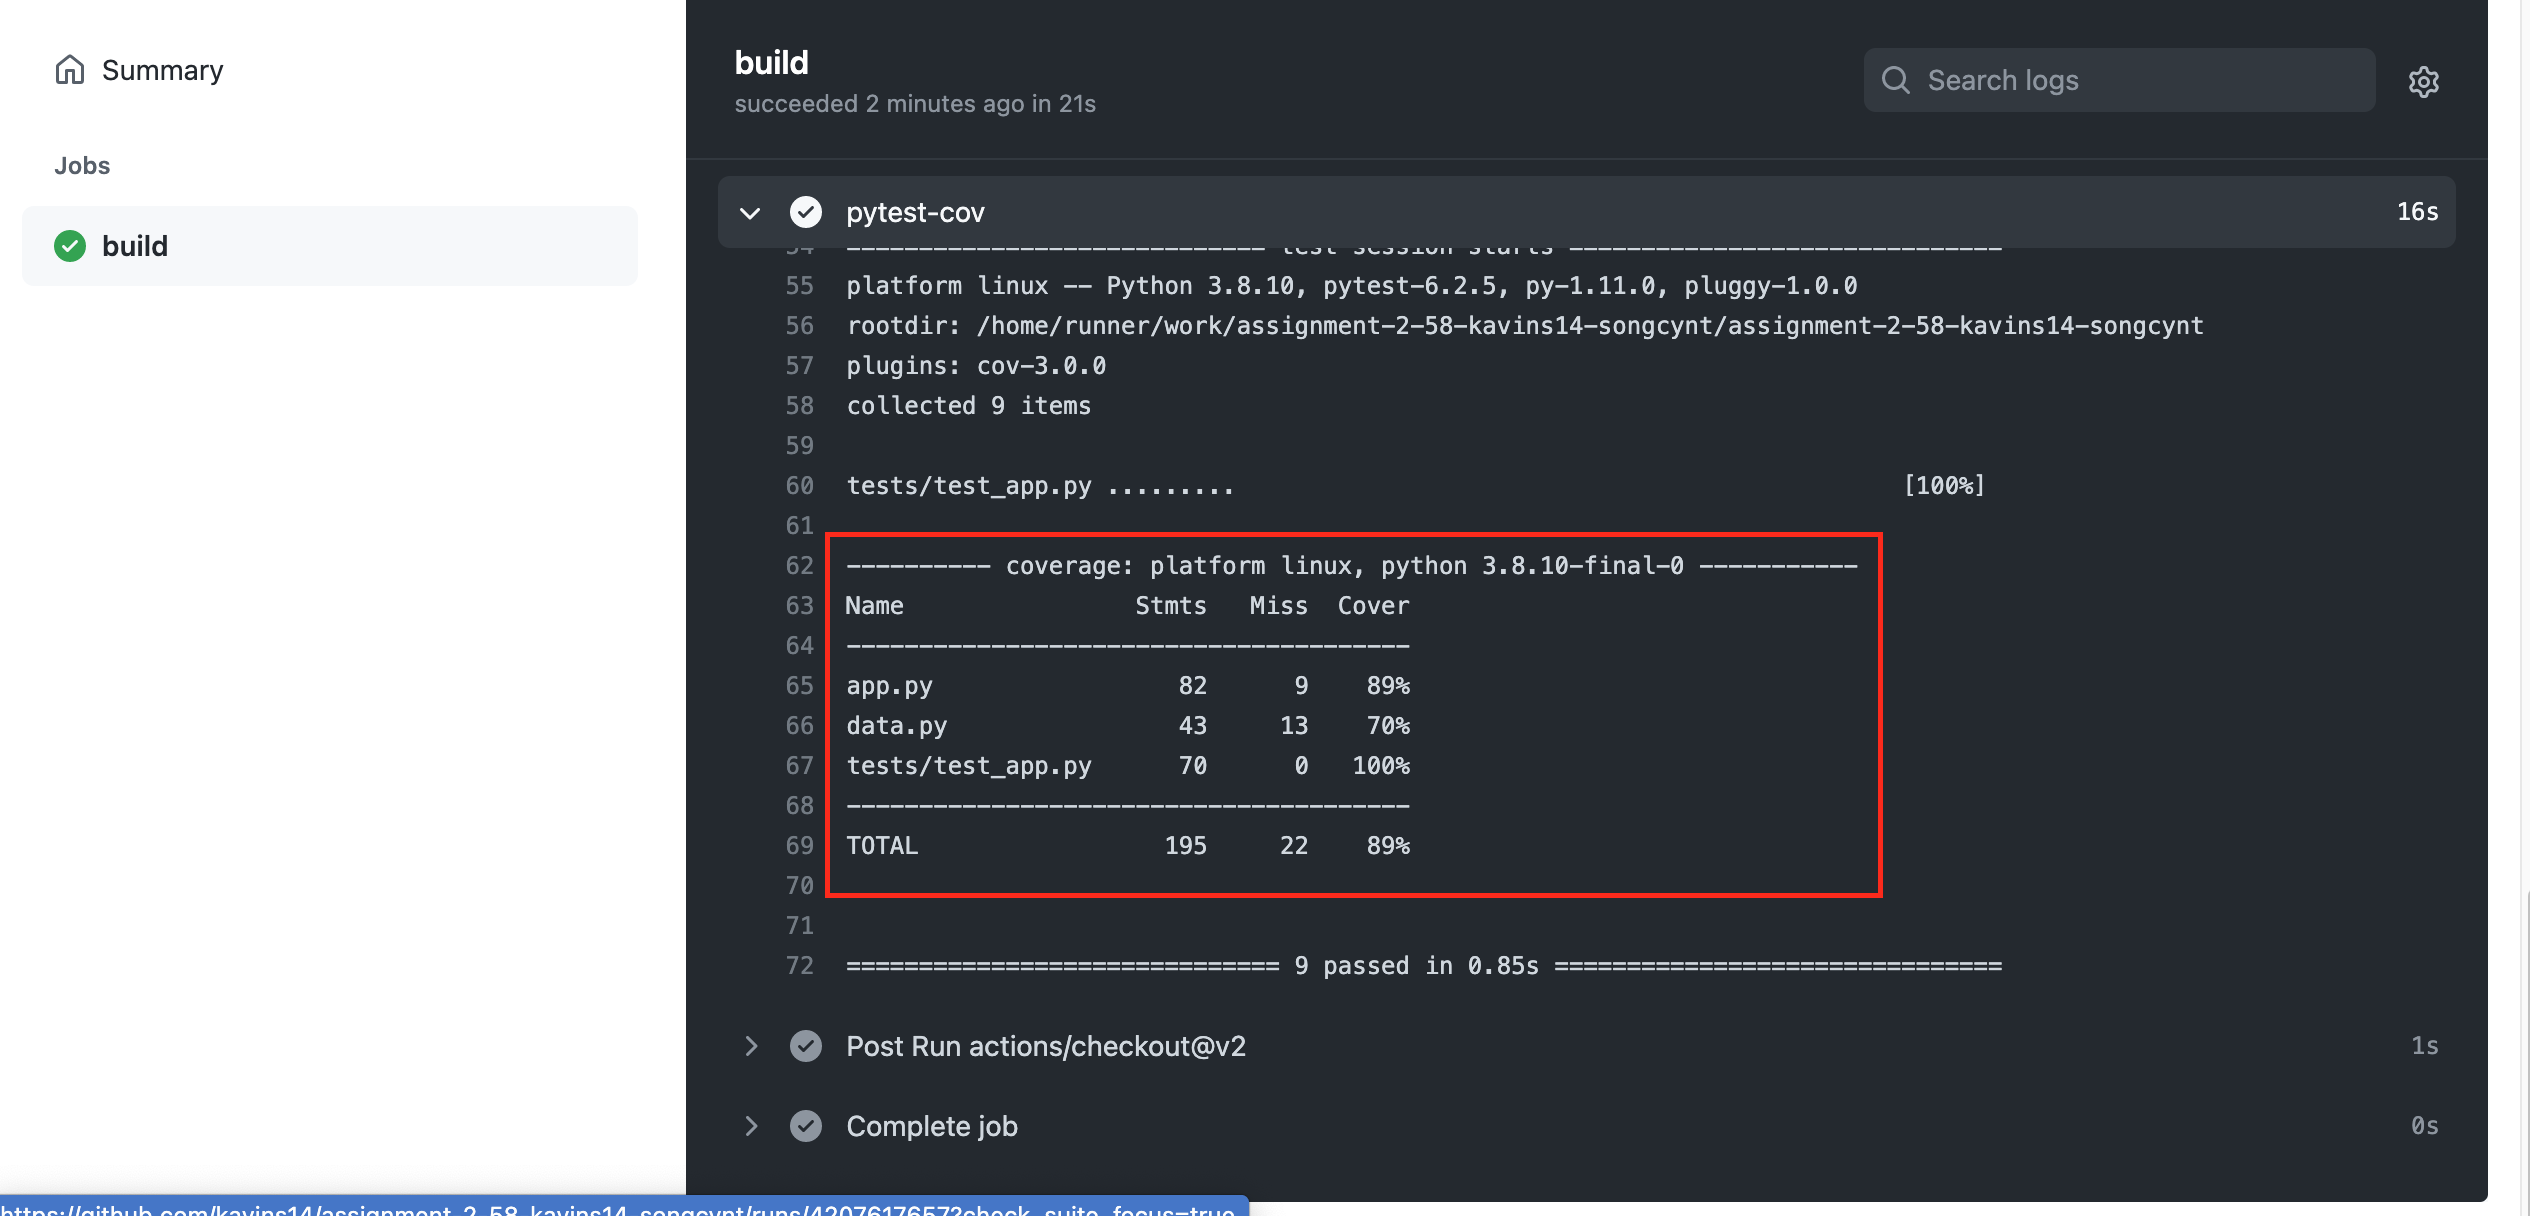 Summary
Jobs
build
build
succeeded 2 minutes ago in 21s
Search logs
pytest-cov 16s
54 ============================= test session starts ==============================
55 platform linux -- Python 3.8.10, pytest-6.2.5, py-1.11.0, pluggy-1.0.0
56 rootdir: /home/runner/work/assignment-2-58-kavins14-songcynt/assignment-2-58-kavins14-songcynt
57 plugins: cov-3.0.0
58 collected 9 items
59
60 tests/test_app.py ......... [100%]
61
62 ---------- coverage: platform linux, python 3.8.10-final-0 -----------
63 Name Stmts Miss Cover
64 ---------------------------------------
65 app.py 82 9 89%
66 data.py 43 13 70%
67 tests/test_app.py 70 0 100%
68 ---------------------------------------
69 TOTAL 195 22 89%
70
71
72 ============================== 9 passed in 0.85s ===============================
Post Run actions/checkout@v2 1s
Complete job 0s
https://github.com/kavins14/assignment-2-58-kavins14-songcynt/runs/4207617657?check_suite_focus=true